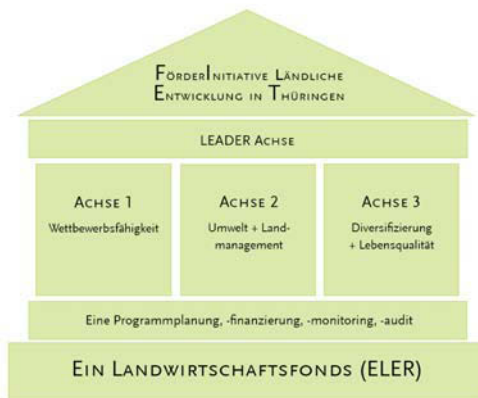 FörderInitiative Ländliche
Entwicklung in Thüringen
LEADER Achse
Achse 1
Wettbewerbsfähigkeit
Achse 2
Umwelt + Land-
management
Achse 3
Diversifizierung
+ Lebensqualität
Eine Programmplanung, -finanzierung, -monitoring, -audit
Ein Landwirtschaftsfonds (ELER)